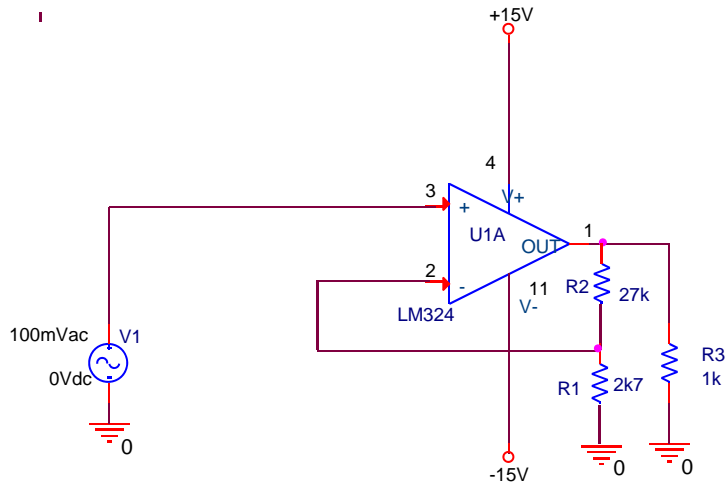 +15V
4
3
+
V+
U1A
1
OUT
2
-
11
V-
LM324
R2
27k
100mVac
V1
0Vdc
R3
1k
R1
2k7
0
0
0
-15V